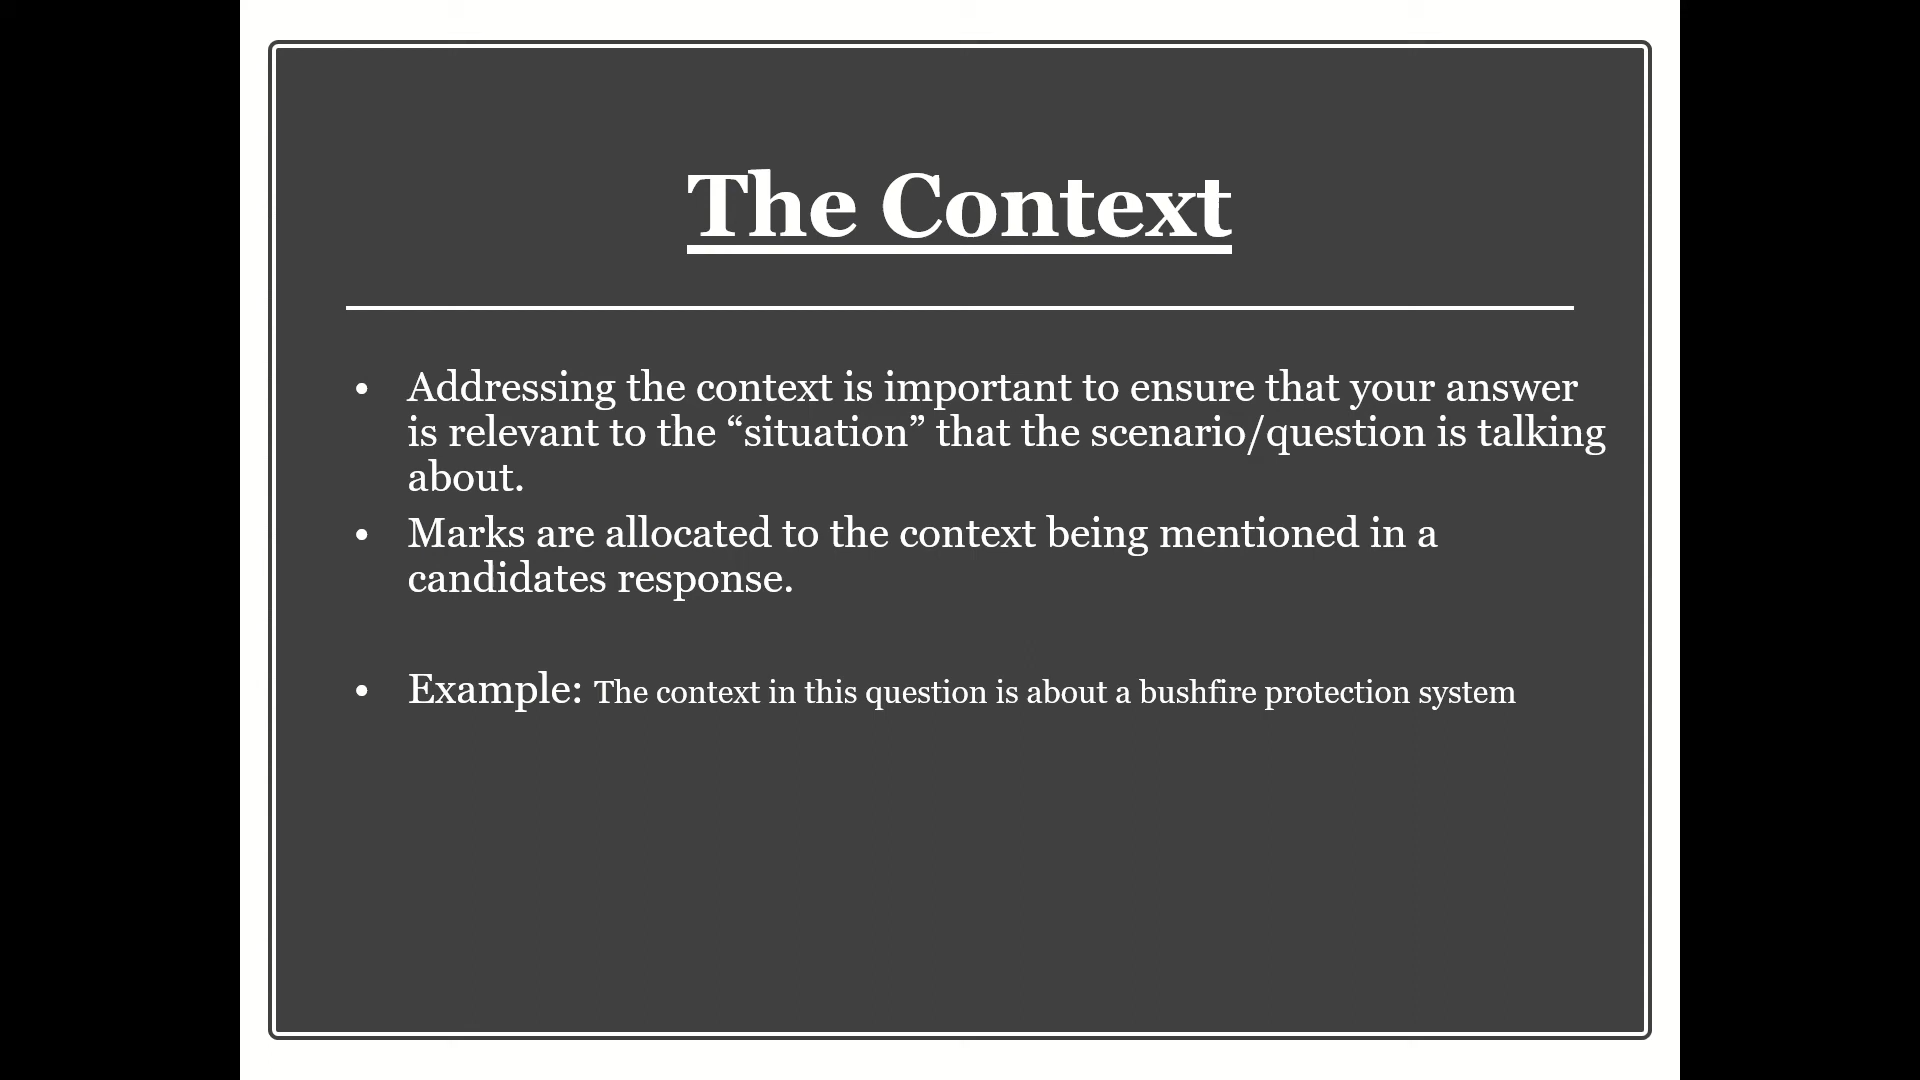 The Context
• Addressing the context is important to ensure that your answer
is relevant to the “situation” that the scenario/question is talking
about.
• Marks are allocated to the context being mentioned in a
candidates response.
• Example: The context in this question is about a bushfire protection system